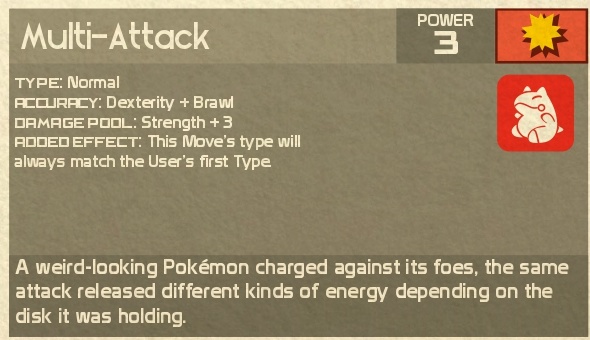 Multi-Attack
POWER
3
TYPE: Normal
ACCURACY: Dexterity + Brawl
DAMAGE POOL: Strength + 3
ADDED EFFECT: This Move's type will
always match the User's first Type.
A weird-looking Pokémon charged against its foes, the same
attack released different kinds of energy depending on the
disk it was holding.